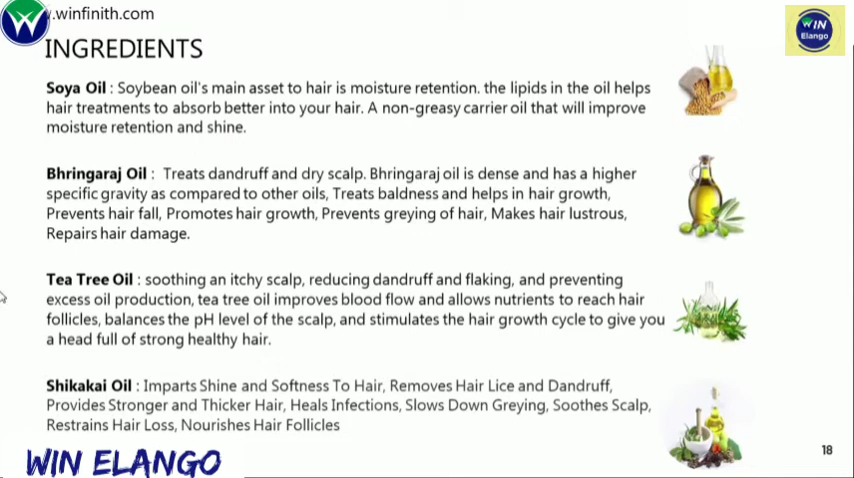 .winfinith.com
WIN
Elango
INGREDIENTS
Soya Oil : Soybean oil's main asset to hair is moisture retention. the lipids in the oil helps
hair treatments to absorb better into your hair. A non-greasy carrier oil that will improve
moisture retention and shine.
Bhringaraj Oil : Treats dandruff and dry scalp. Bhringaraj oil is dense and has a higher
specific gravity as compared to other oils, Treats baldness and helps in hair growth,
Prevents hair fall, Promotes hair growth, Prevents greying of hair, Makes hair lustrous,
Repairs hair damage.
Tea Tree Oil : soothing an itchy scalp, reducing dandruff and flaking, and preventing
excess oil production, tea tree oil improves blood flow and allows nutrients to reach hair
follicles, balances the pH level of the scalp, and stimulates the hair growth cycle to give you
a head full of strong healthy hair.
Shikakai Oil : Imparts Shine and Softness To Hair, Removes Hair Lice and Dandruff,
Provides Stronger and Thicker Hair, Heals Infections, Slows Down Greying, Soothes Scalp,
Restrains Hair Loss, Nourishes Hair Follicles
18
WIN ELANGO